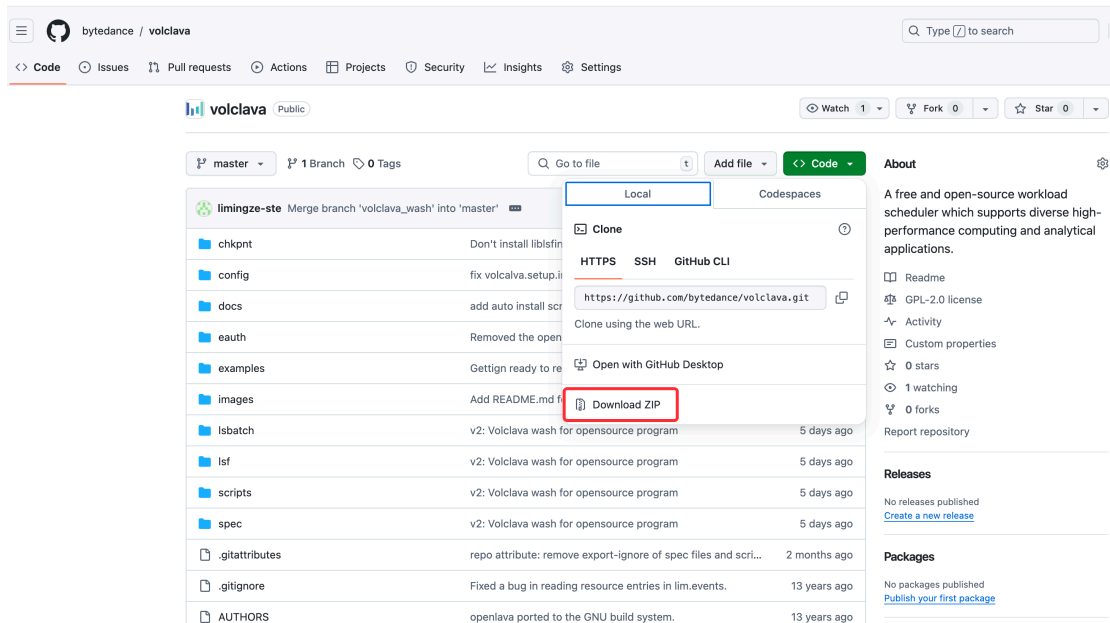 bytedance / volclava
Type / to search
Code Issues Pull requests Actions Projects Security Insights Settings
volclava Public
Watch 1 Fork 0 Star 0
master 1 Branch 0 Tags Go to file t Add file Code
About
A free and open-source workload
scheduler which supports diverse high-
performance computing and analytical
applications.
Readme
GPL-2.0 license
Activity
Custom properties
0 stars
1 watching
0 forks
Report repository
Releases
No releases published
Create a new release
Packages
No packages published
Publish your first package
Local Codespaces
Clone
HTTPS SSH GitHub CLI
https://github.com/bytedance/volclava.git
Clone using the web URL.
Open with GitHub Desktop
Download ZIP
limingze-ste Merge branch 'volclava_wash' into 'master'
chkpnt Don't install liblsfin
config fix volcalva.setup.i
docs add auto install scr
eauth Removed the open
examples Gettign ready to re
images Add README.md f
lsbatch v2: Volclava wash for opensource program 5 days ago
lsf v2: Volclava wash for opensource program 5 days ago
scripts v2: Volclava wash for opensource program 5 days ago
spec v2: Volclava wash for opensource program 5 days ago
.gitattributes repo attribute: remove export-ignore of spec files and scri... 2 months ago
.gitignore Fixed a bug in reading resource entries in lim.events. 13 years ago
AUTHORS openlava ported to the GNU build system. 13 years ago